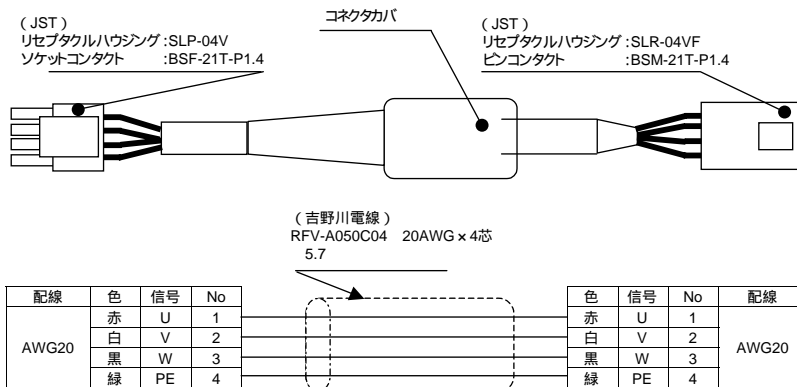 (JST)
リセプタクルハウジング:SLP-04V
ソケットコンタクト :BSF-21T-P1.4
コネクタカバ
(JST)
リセプタクルハウジング:SLR-04VF
ピンコンタクト :BSM-21T-P1.4
(吉野川電線)
RFV-A050C04 20AWG×4芯
5.7
配線 色 信号 No
AWG20
赤 U 1
白 V 2
黒 W 3
緑 PE 4
色 信号 No 配線
赤 U 1
白 V 2
黒 W 3
緑 PE 4
AWG20